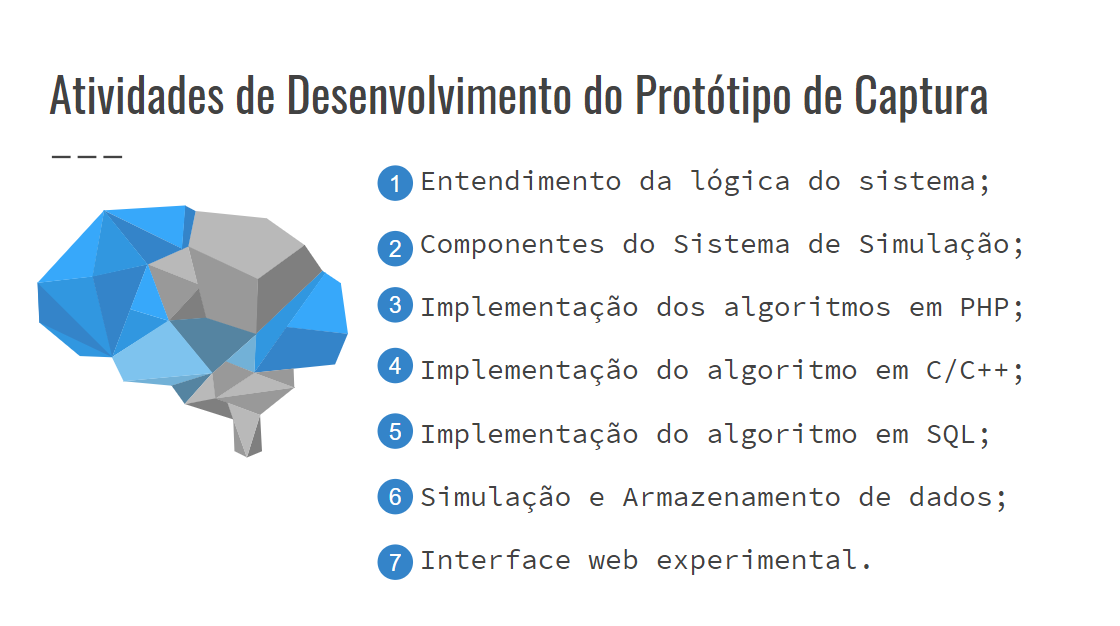 Atividades de Desenvolvimento do Protótipo de Captura
1 Entendimento da lógica do sistema;
2 Componentes do Sistema de Simulação;
3 Implementação dos algoritmos em PHP;
4 Implementação do algoritmo em C/C++;
5 Implementação do algoritmo em SQL;
6 Simulação e Armazenamento de dados;
7 Interface web experimental.